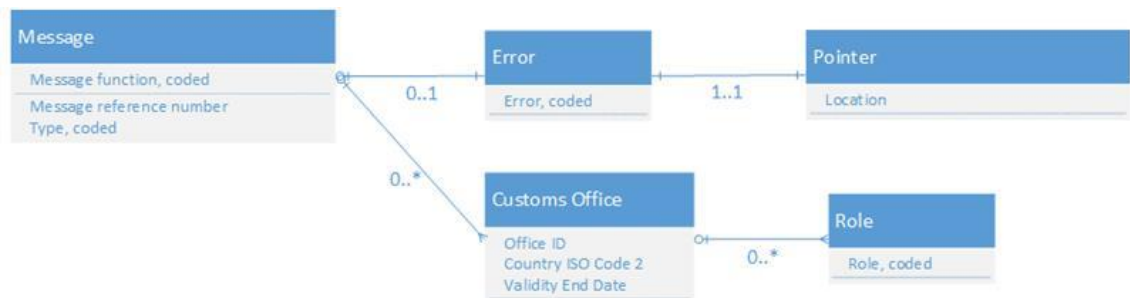 Message
Message function, coded
Message reference number
Type, coded
0..1
Error
Error, coded
1..1
Pointer
Location
0..*
Customs Office
Office ID
Country ISO Code 2
Validity End Date
0..*
Role
Role, coded